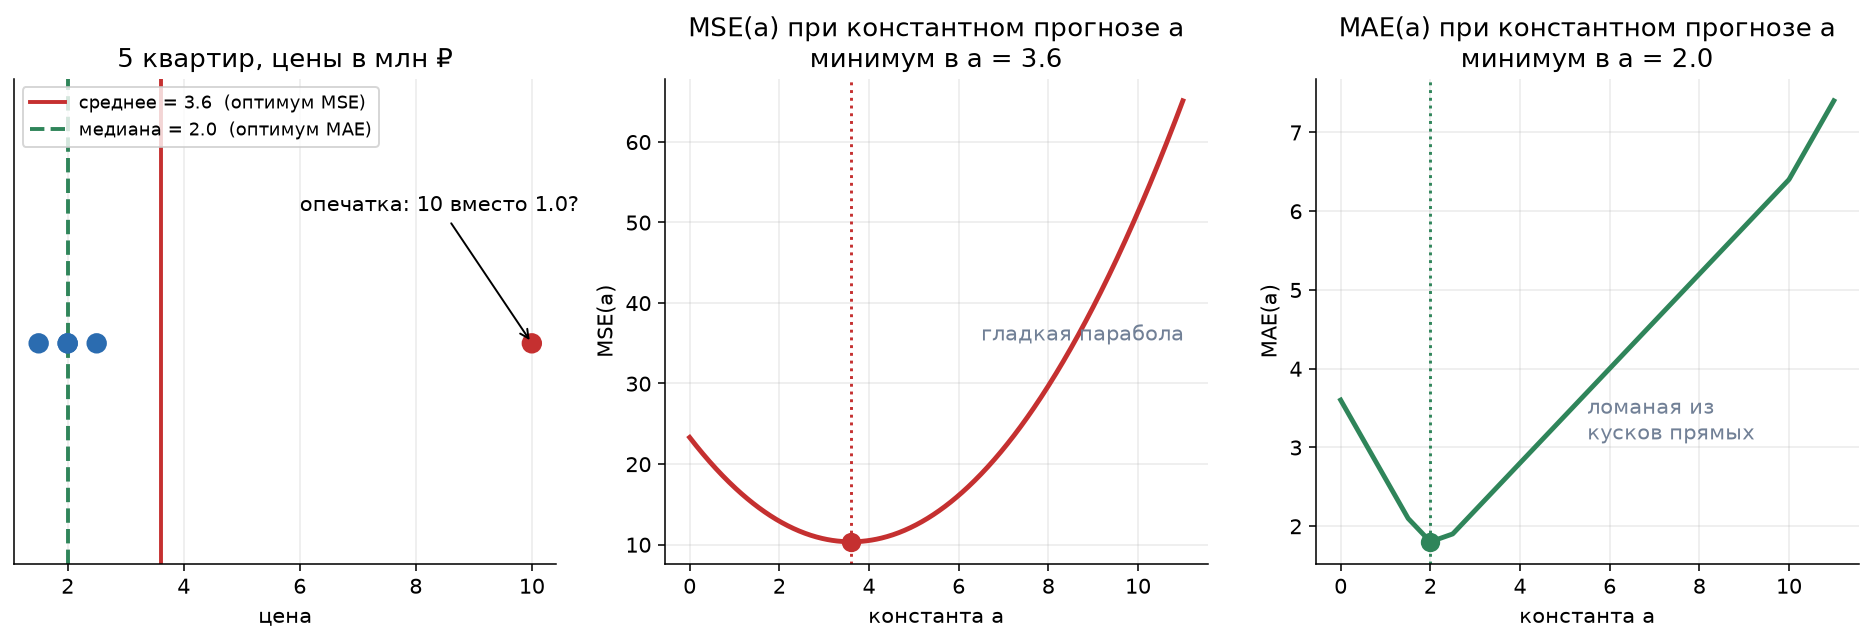 5 квартир, цены в млн ₽
среднее = 3.6 (оптимум MSE)
медиана = 2.0 (оптимум MAE)
опечатка: 10 вместо 1.0?
2 4 6 8 10
цена
MSE(a) при константном прогнозе a
минимум в a = 3.6
60
50
40
30
20
10
MSE(a)
гладкая парабола
0 2 4 6 8 10
константа a
MAE(a) при константном прогнозе a
минимум в a = 2.0
7
6
5
4
3
2
MAE(a)
ломаная из
кусков прямых
0 2 4 6 8 10
константа a